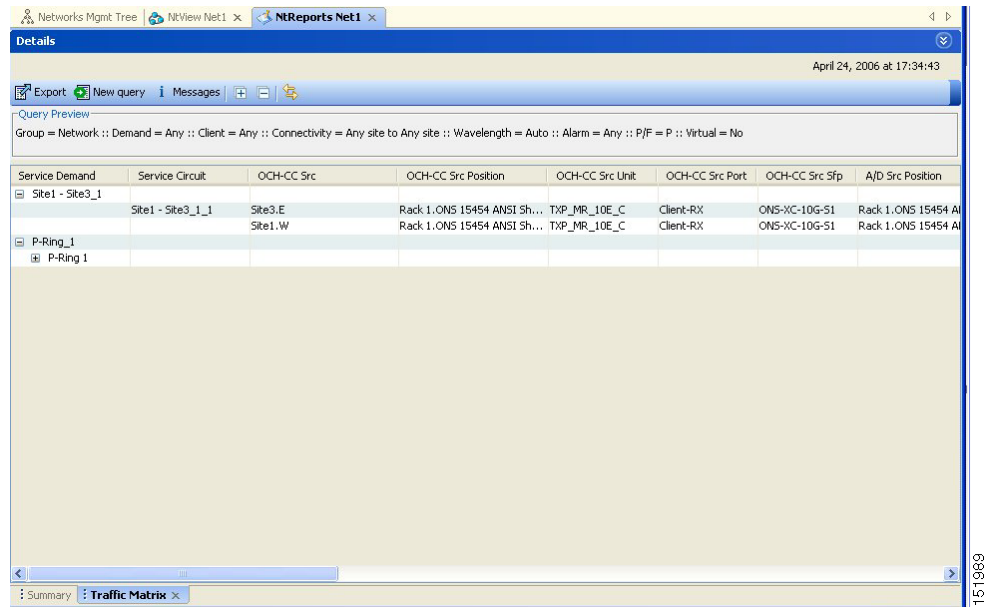 Networks Mgmt Tree NtView Net1 NtReports Net1
Details
April 24, 2006 at 17:34:43
Export New query Messages
Query Preview
Group = Network :: Demand = Any :: Client = Any :: Connectivity = Any site to Any site :: Wavelength = Auto :: Alarm = Any :: P/F = P :: Virtual = No
Service Demand Service Circuit OCH-CC Src OCH-CC Src Position OCH-CC Src Unit OCH-CC Src Port OCH-CC Src Sfp A/D Src Position
Site1 - Site3_1
Site1 - Site3_1_1 Site3.E Rack 1.ONS 15454 ANSI Sh... TXP_MR_10E_C Client-RX ONS-XC-10G-S1 Rack 1.ONS 15454 A
Site1.W Rack 1.ONS 15454 ANSI Sh... TXP_MR_10E_C Client-RX ONS-XC-10G-S1 Rack 1.ONS 15454 A
P-Ring_1
P-Ring 1
Summary Traffic Matrix
151989